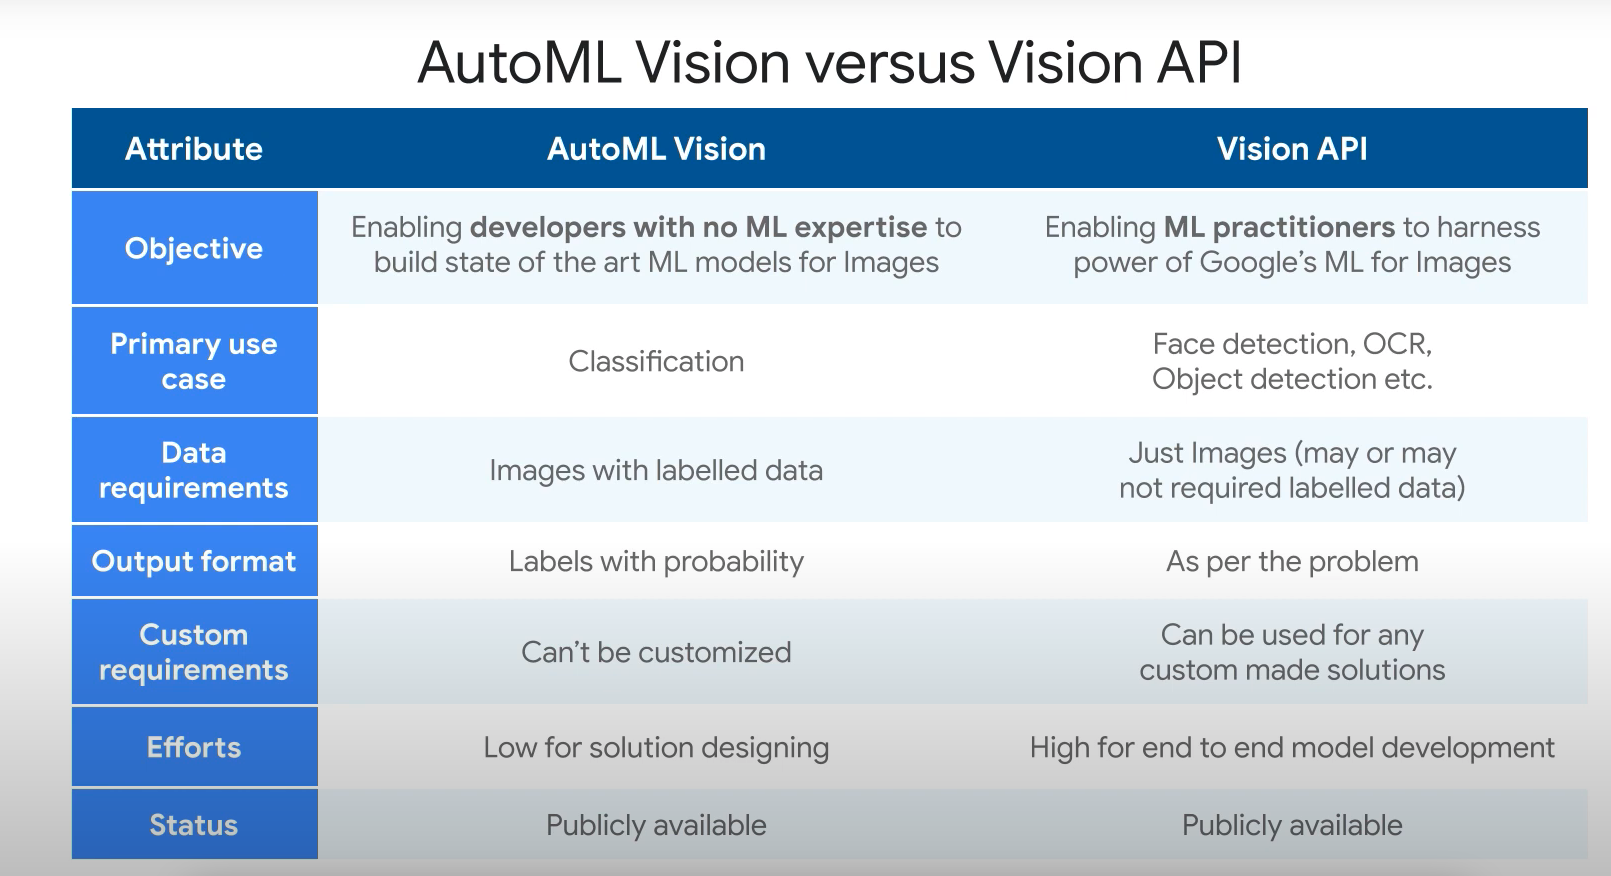 AutoML Vision versus Vision API
Attribute
AutoML Vision
Vision API
Objective
Enabling developers with no ML expertise to
build state of the art ML models for Images
Enabling ML practitioners to harness
power of Google's ML for Images
Primary use
case
Classification
Face detection, OCR,
Object detection etc.
Data
requirements
Images with labelled data
Just Images (may or may
not required labelled data)
Output format
Labels with probability
As per the problem
Custom
requirements
Can't be customized
Can be used for any
custom made solutions
Efforts
Low for solution designing
High for end to end model development
Status
Publicly available
Publicly available